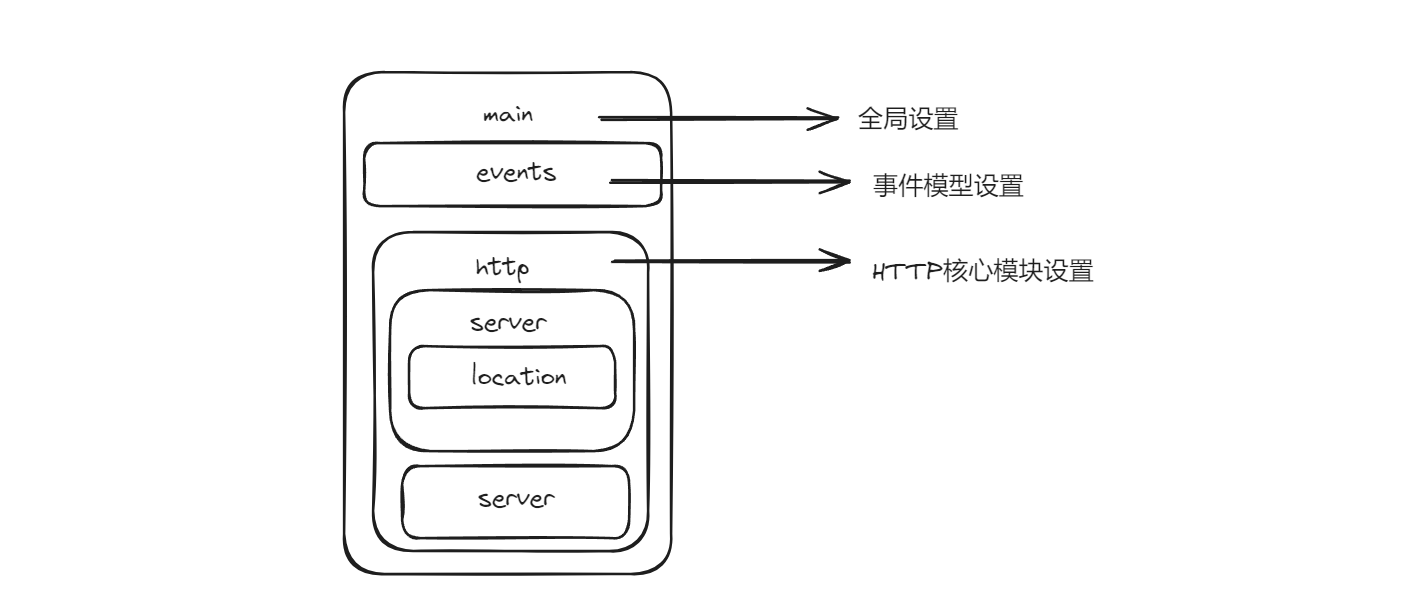 main
全局设置
events
事件模型设置
http
HTTP核心模块设置
server
location
server